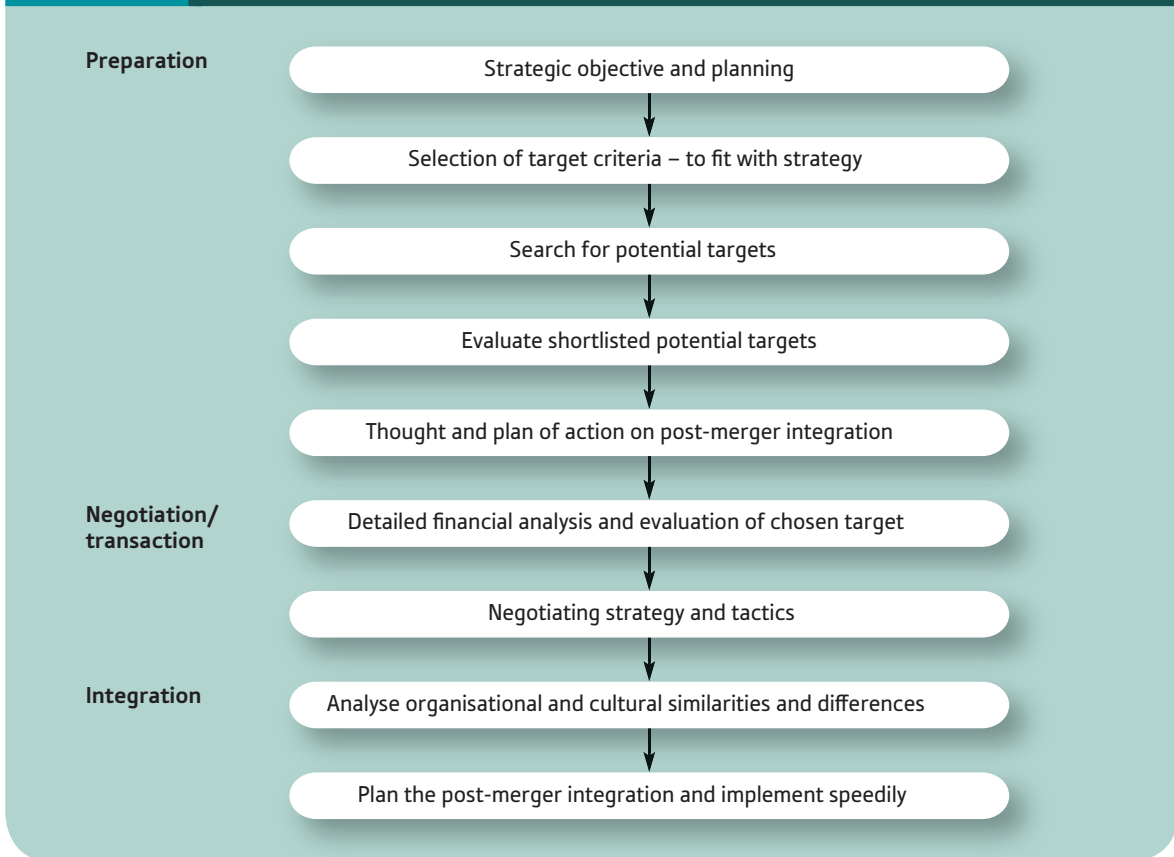 Preparation
Strategic objective and planning
Selection of target criteria – to fit with strategy
Search for potential targets
Evaluate shortlisted potential targets
Thought and plan of action on post-merger integration
Negotiation/
transaction
Detailed financial analysis and evaluation of chosen target
Negotiating strategy and tactics
Integration
Analyse organisational and cultural similarities and differences
Plan the post-merger integration and implement speedily